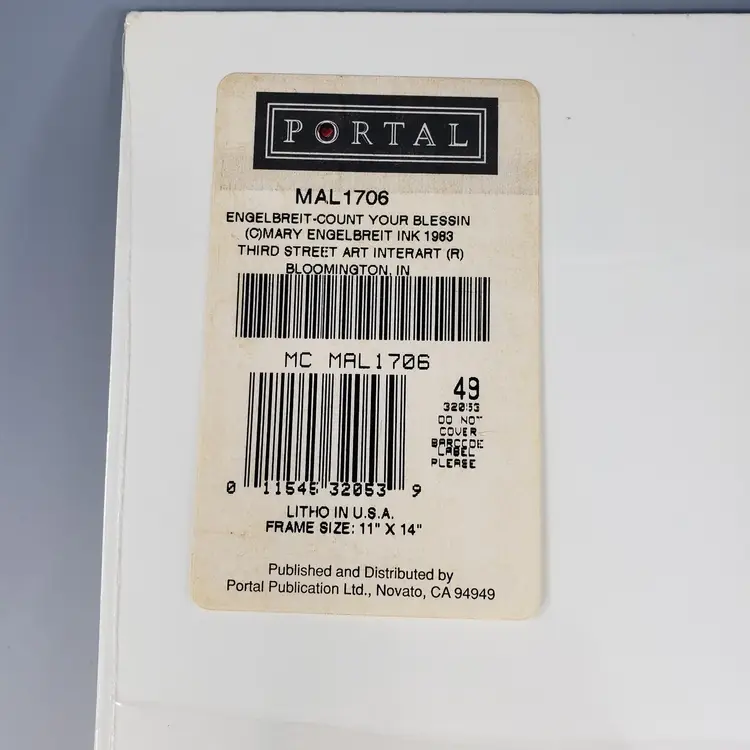 PORTAL
MAL1706
ENGELBREIT-COUNT YOUR BLESSIN
(C)MARY ENGELBREIT INK 1983
THIRD STREET ART INTERART (R)
BLOOMINGTON, IN
MC MAL1706
49
32053
DO NOT
COVER
BARCODE
LABEL
PLEASE
0 11545 32053 9
LITHO IN U.S.A.
FRAME SIZE: 11" X 14"
Published and Distributed by
Portal Publication Ltd., Novato, CA 94949